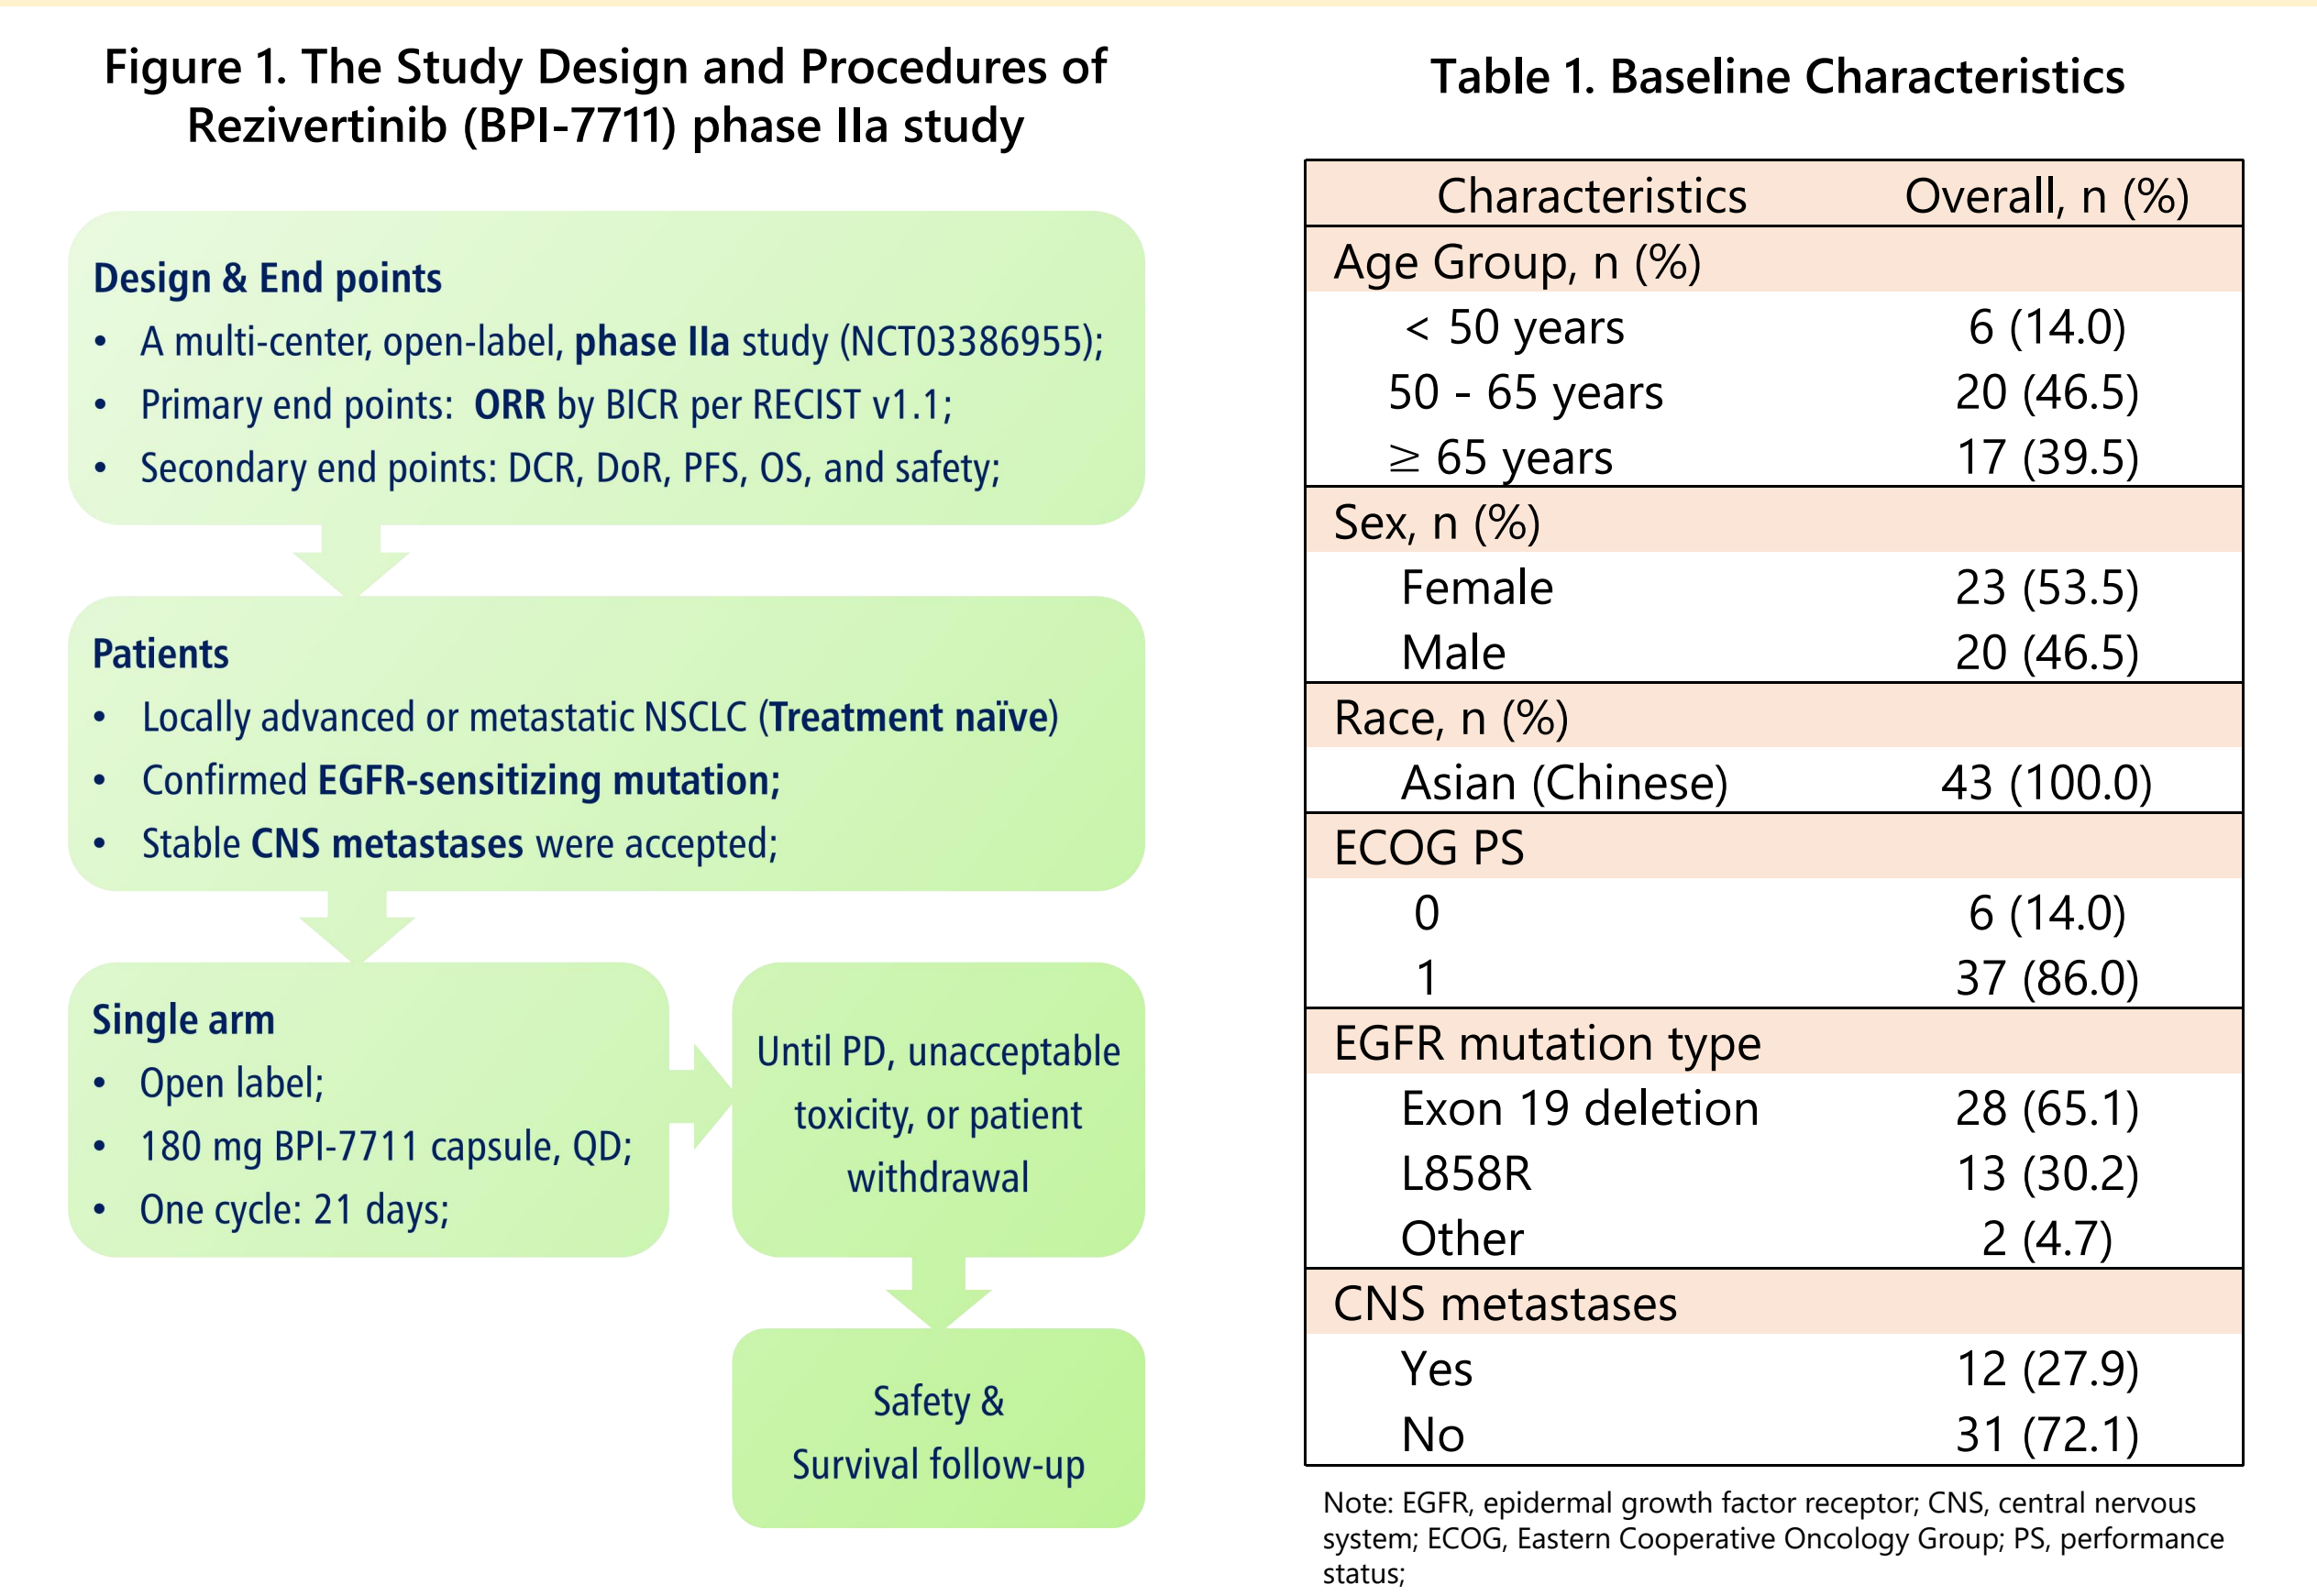 Figure 1. The Study Design and Procedures of
Rezivertinib (BPI-7711) phase IIa study
Design & End points
• A multi-center, open-label, phase IIa study (NCT03386955);
• Primary end points: ORR by BICR per RECIST v1.1;
• Secondary end points: DCR, DoR, PFS, OS, and safety;
Patients
• Locally advanced or metastatic NSCLC (Treatment naïve)
• Confirmed EGFR-sensitizing mutation;
• Stable CNS metastases were accepted;
Single arm
• Open label;
• 180 mg BPI-7711 capsule, QD;
• One cycle: 21 days;
Until PD, unacceptable
toxicity, or patient
withdrawal
Safety &
Survival follow-up
Table 1. Baseline Characteristics
Characteristics Overall, n (%)
Age Group, n (%)
< 50 years 6 (14.0)
50 - 65 years 20 (46.5)
≥ 65 years 17 (39.5)
Sex, n (%)
Female 23 (53.5)
Male 20 (46.5)
Race, n (%)
Asian (Chinese) 43 (100.0)
ECOG PS
0 6 (14.0)
1 37 (86.0)
EGFR mutation type
Exon 19 deletion 28 (65.1)
L858R 13 (30.2)
Other 2 (4.7)
CNS metastases
Yes 12 (27.9)
No 31 (72.1)
Note: EGFR, epidermal growth factor receptor; CNS, central nervous
system; ECOG, Eastern Cooperative Oncology Group; PS, performance
status;